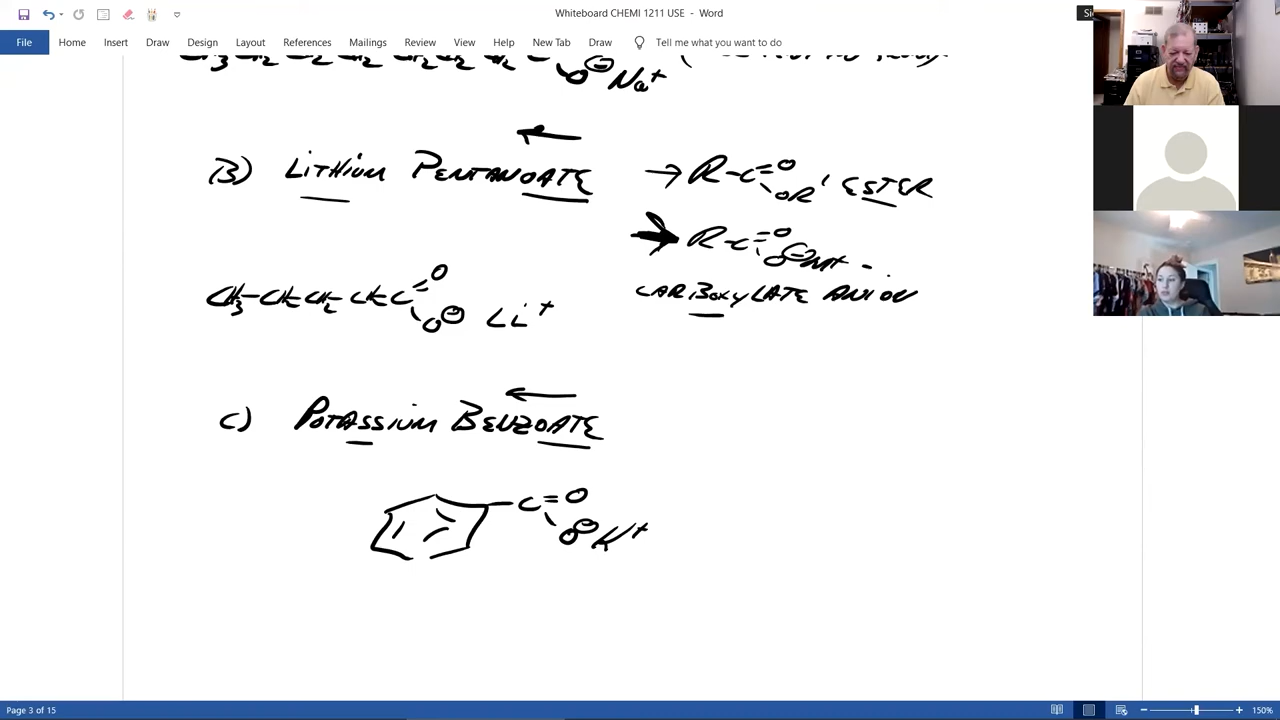 Whiteboard CHEMI 1211 USE - Word
File Home Insert Draw Design Layout References Mailings Review View Help New Tab Draw Tell me what you want to do
Na+
B) LITHIUM PENTANOATE → R-C=O
OR' ESTER
R-C=O
O⊖M+
CH3-CH2-CH2-CH2-C=O
O⊖ Li+
CARBOXYLATE ANION
C) POTASSIUM BENZOATE
C=O
O⊖K+
Page 3 of 15
150%